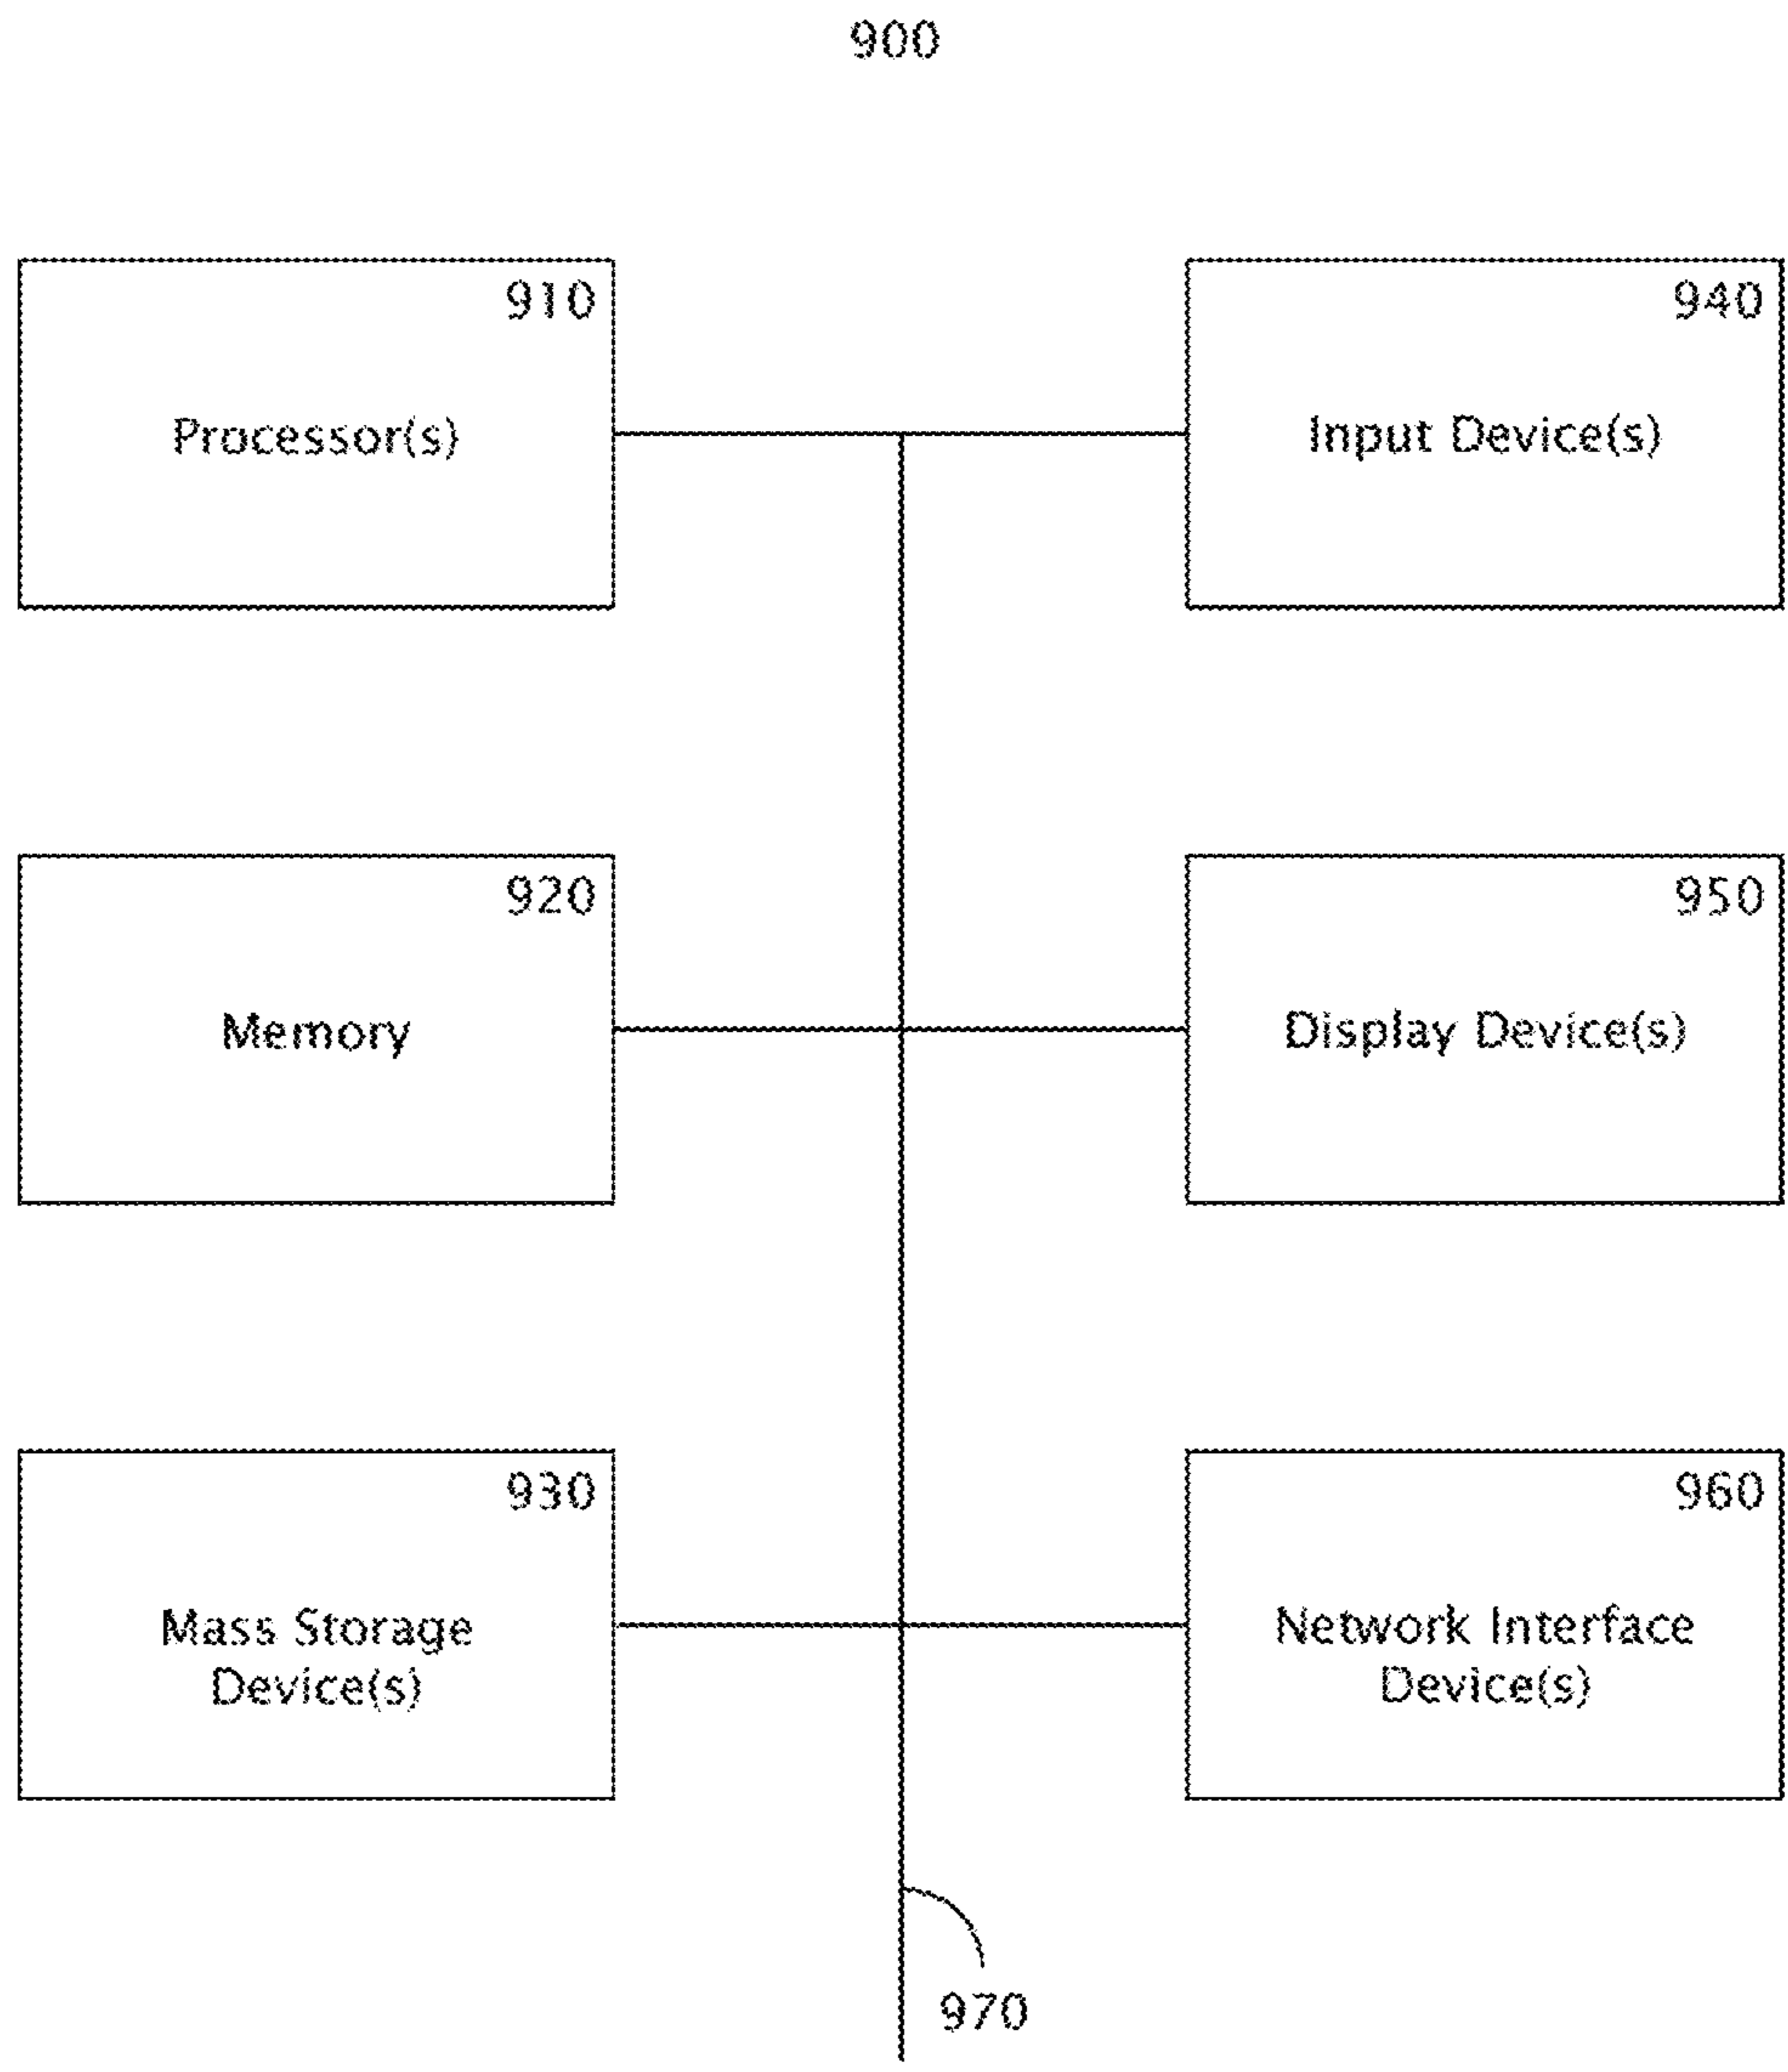 900
910
Processor(s)
940
Input Device(s)
920
Memory
950
Display Device(s)
930
Mass Storage
Device(s)
960
Network Interface
Device(s)
970